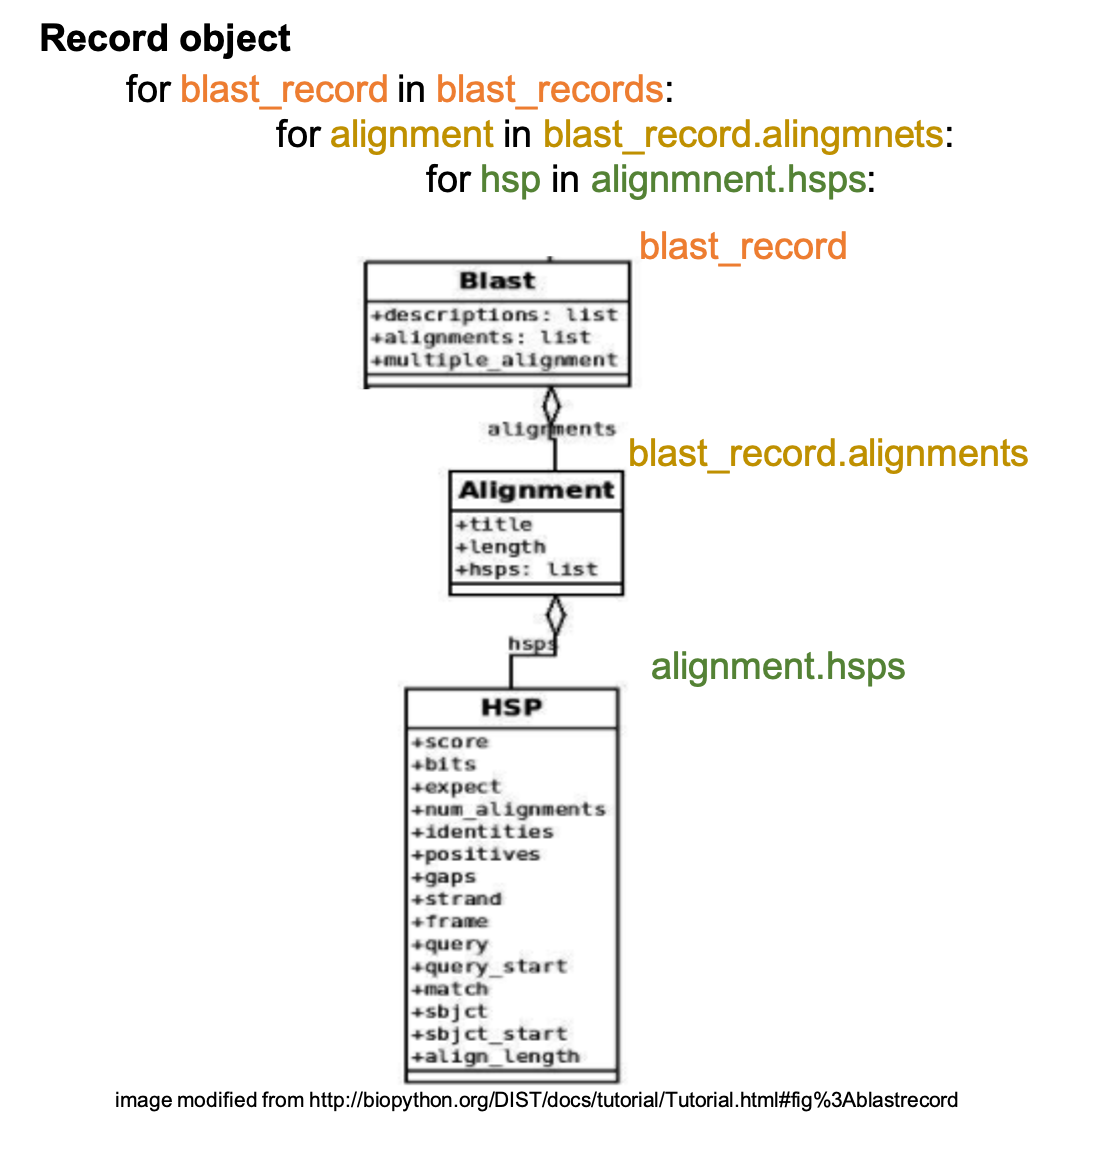 Record object
for blast_record in blast_records:
for alignment in blast_record.alingmnets:
for hsp in alignmnent.hsps:
blast_record
Blast
+descriptions: list
+alignments: list
+multiple_alignment
alignments
blast_record.alignments
Alignment
+title
+length
+hsps: list
hsps
alignment.hsps
HSP
+score
+bits
+expect
+num_alignments
+identities
+positives
+gaps
+strand
+frame
+query
+query_start
+match
+sbjct
+sbjct_start
+align_length
image modified from http://biopython.org/DIST/docs/tutorial/Tutorial.html#fig%3Ablastrecord